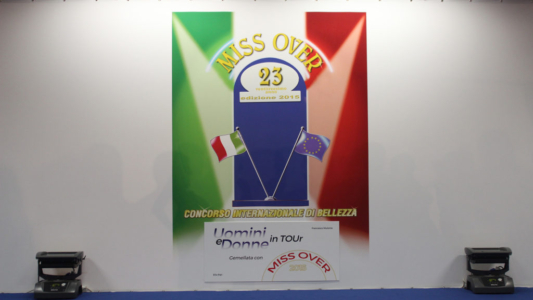 MISS OVER
23
edizione 2015
CONCORSO INTERNAZIONALE DI BELLEZZA
Uomini
e Donne in TOUr
MISS OVER